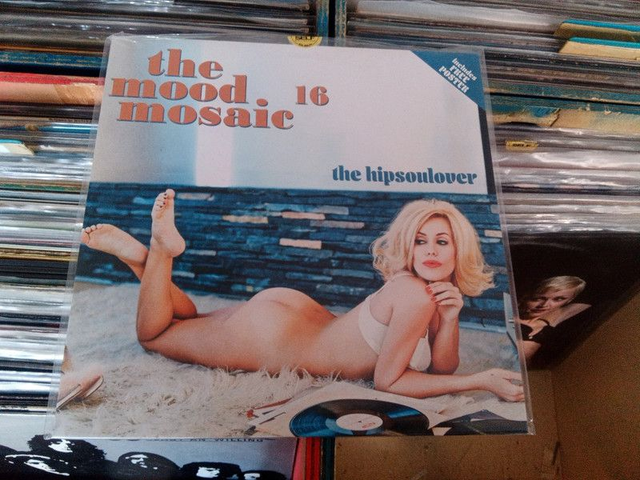 the
mood
mosaic 16
includes
FREE
POSTER
the hipsoulover